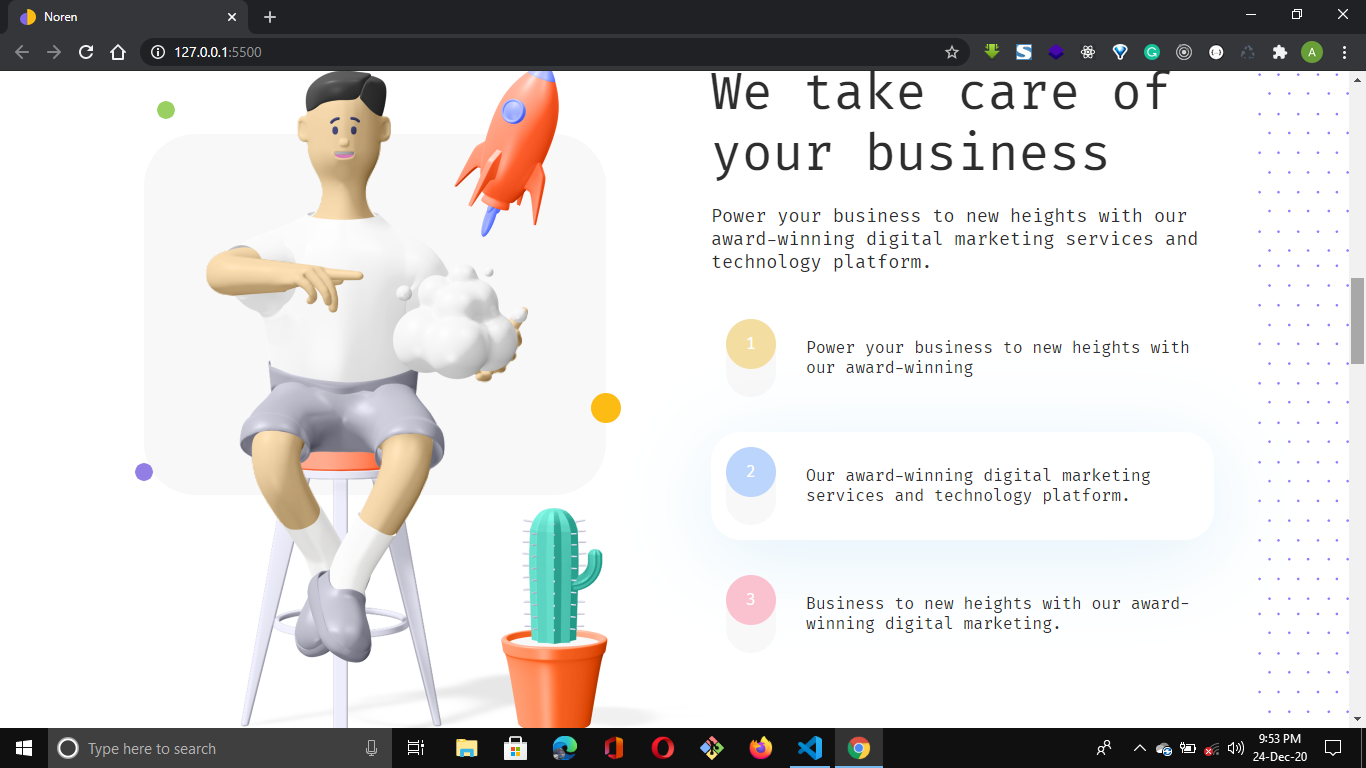 Noren
127.0.0.1:5500
A
We take care of
your business
Power your business to new heights with our
award-winning digital marketing services and
technology platform.
1
Power your business to new heights with
our award-winning
2
Our award-winning digital marketing
services and technology platform.
3
Business to new heights with our award-
winning digital marketing.
Type here to search
9:53 PM
24-Dec-20